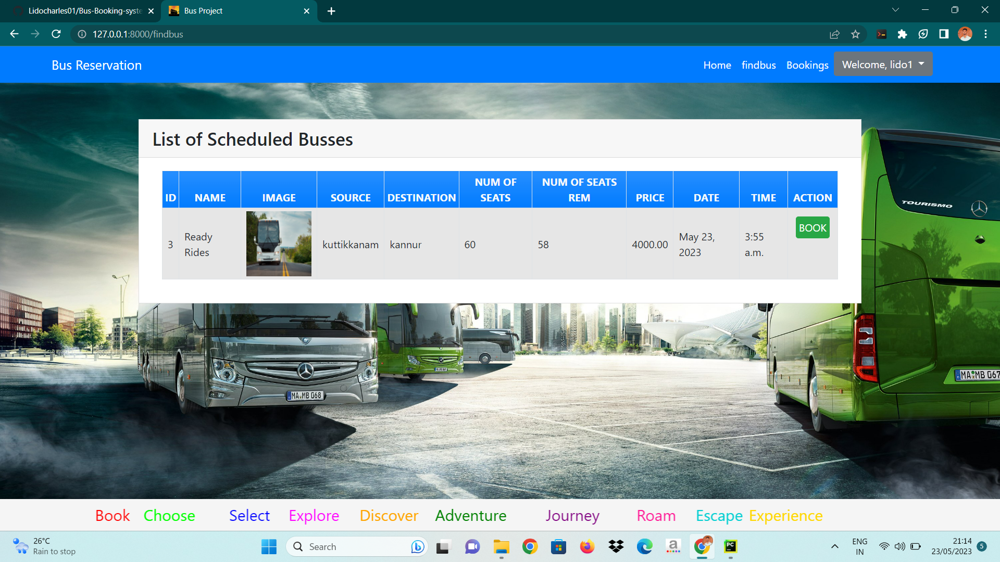 Lidocharles01/Bus-Booking-syste
Bus Project
127.0.0.1:8000/findbus
Bus Reservation
Home findbus Bookings Welcome, lido1
List of Scheduled Busses
ID NAME IMAGE SOURCE DESTINATION NUM OF SEATS NUM OF SEATS REM PRICE DATE TIME ACTION
3 Ready Rides kuttikkanam kannur 60 58 4000.00 May 23, 2023 3:55 a.m. BOOK
TOURISMO
MA MB 068
MA MB 067
Book Choose Select Explore Discover Adventure Journey Roam Escape Experience
26°C
Rain to stop
Search
a
PC
ENG
IN
21:14
23/05/2023
5